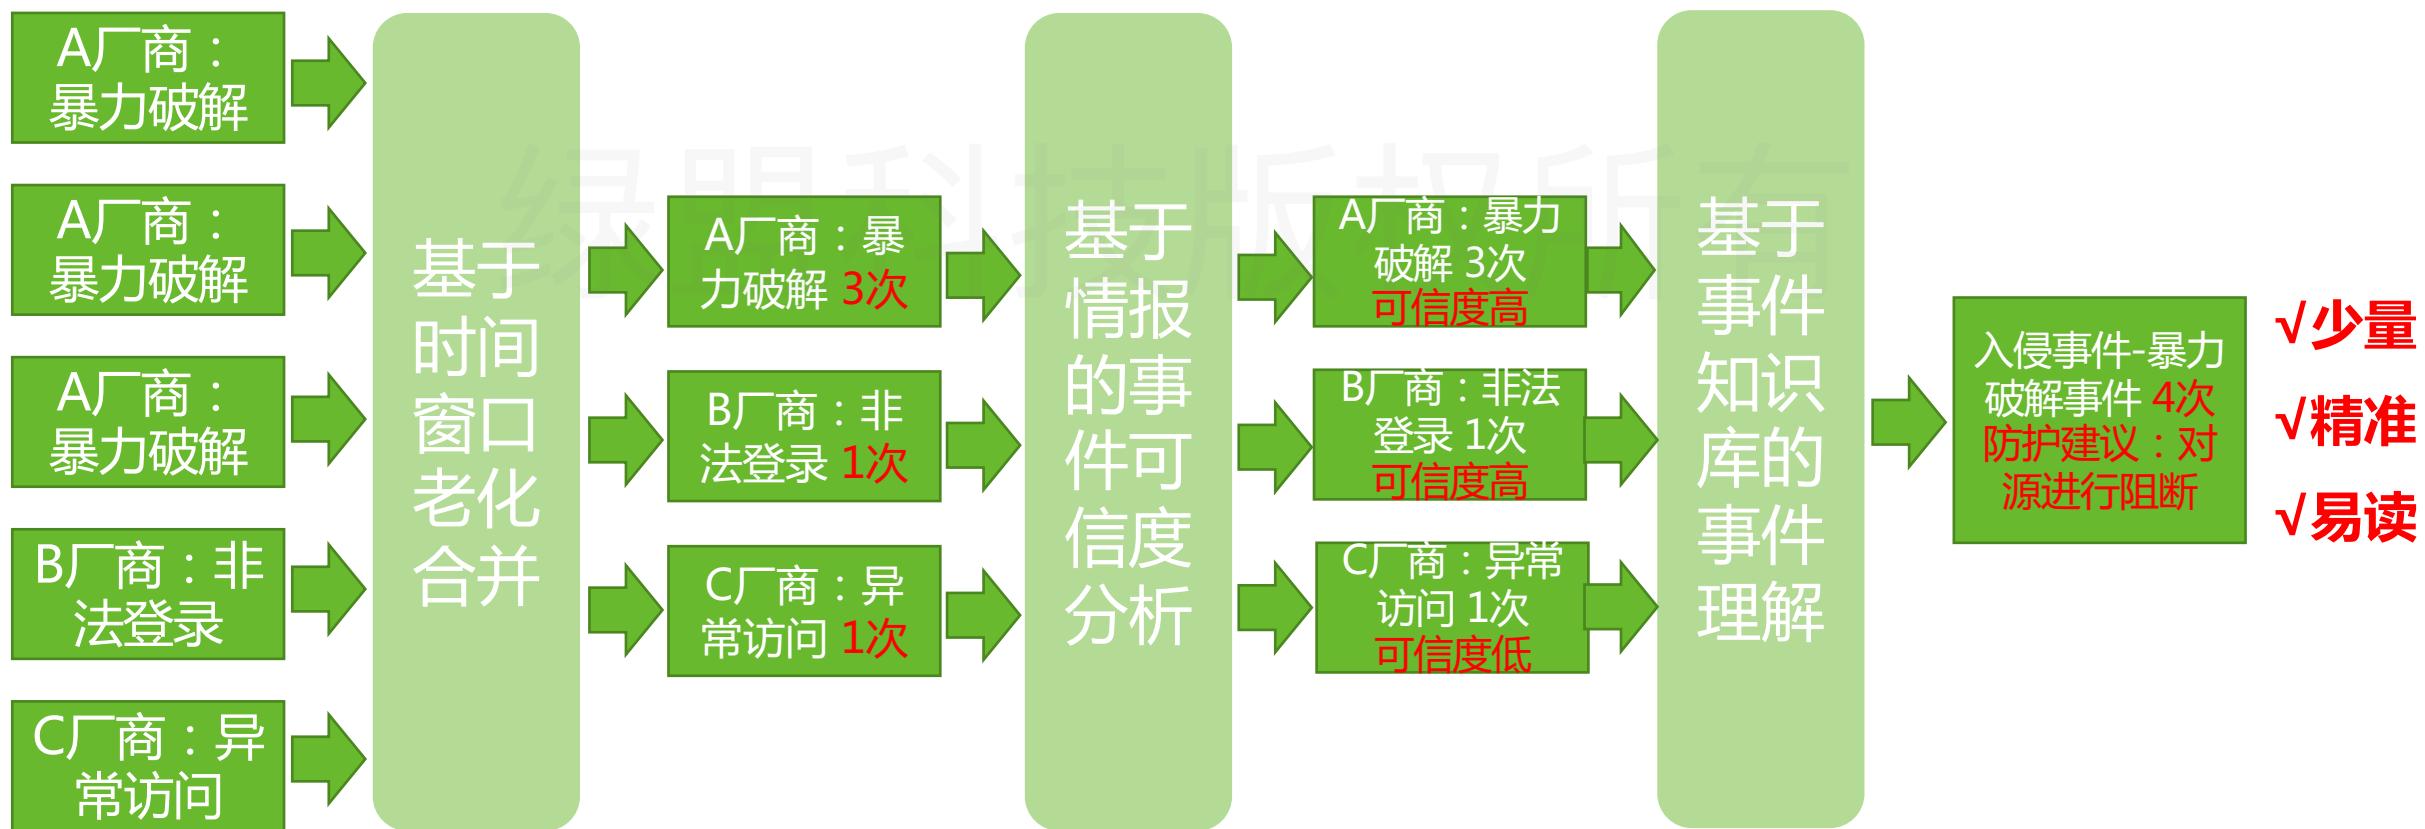 A厂商：
暴力破解
A厂商：
暴力破解
A厂商：
暴力破解
B厂商：非
法登录
C厂商：异
常访问
基于
时间
窗口
老化
合并
A厂商：暴
力破解 3次
B厂商：非
法登录 1次
C厂商：异
常访问 1次
基于
情报
的事
件可
信度
分析
A厂商：暴力
破解 3次
可信度高
B厂商：非法
登录 1次
可信度高
C厂商：异常
访问 1次
可信度低
基于
事件
知识
库的
事件
理解
入侵事件-暴力
破解事件 4次
防护建议：对
源进行阻断
√少量
√精准
√易读
绿盟科技版权所有